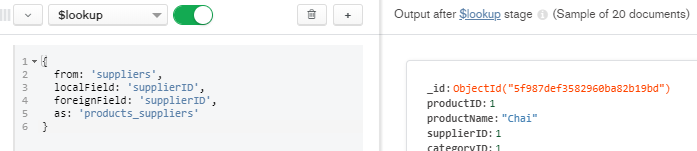 $lookup
+
Output after $lookup stage (Sample of 20 documents)
1 {
2 from: 'suppliers',
3 localField: 'supplierID',
4 foreignField: 'supplierID',
5 as: 'products_suppliers'
6 }
_id: ObjectId("5f987def3582960ba82b19bd")
productID: 1
productName: "Chai"
supplierID: 1
categoryID: 1